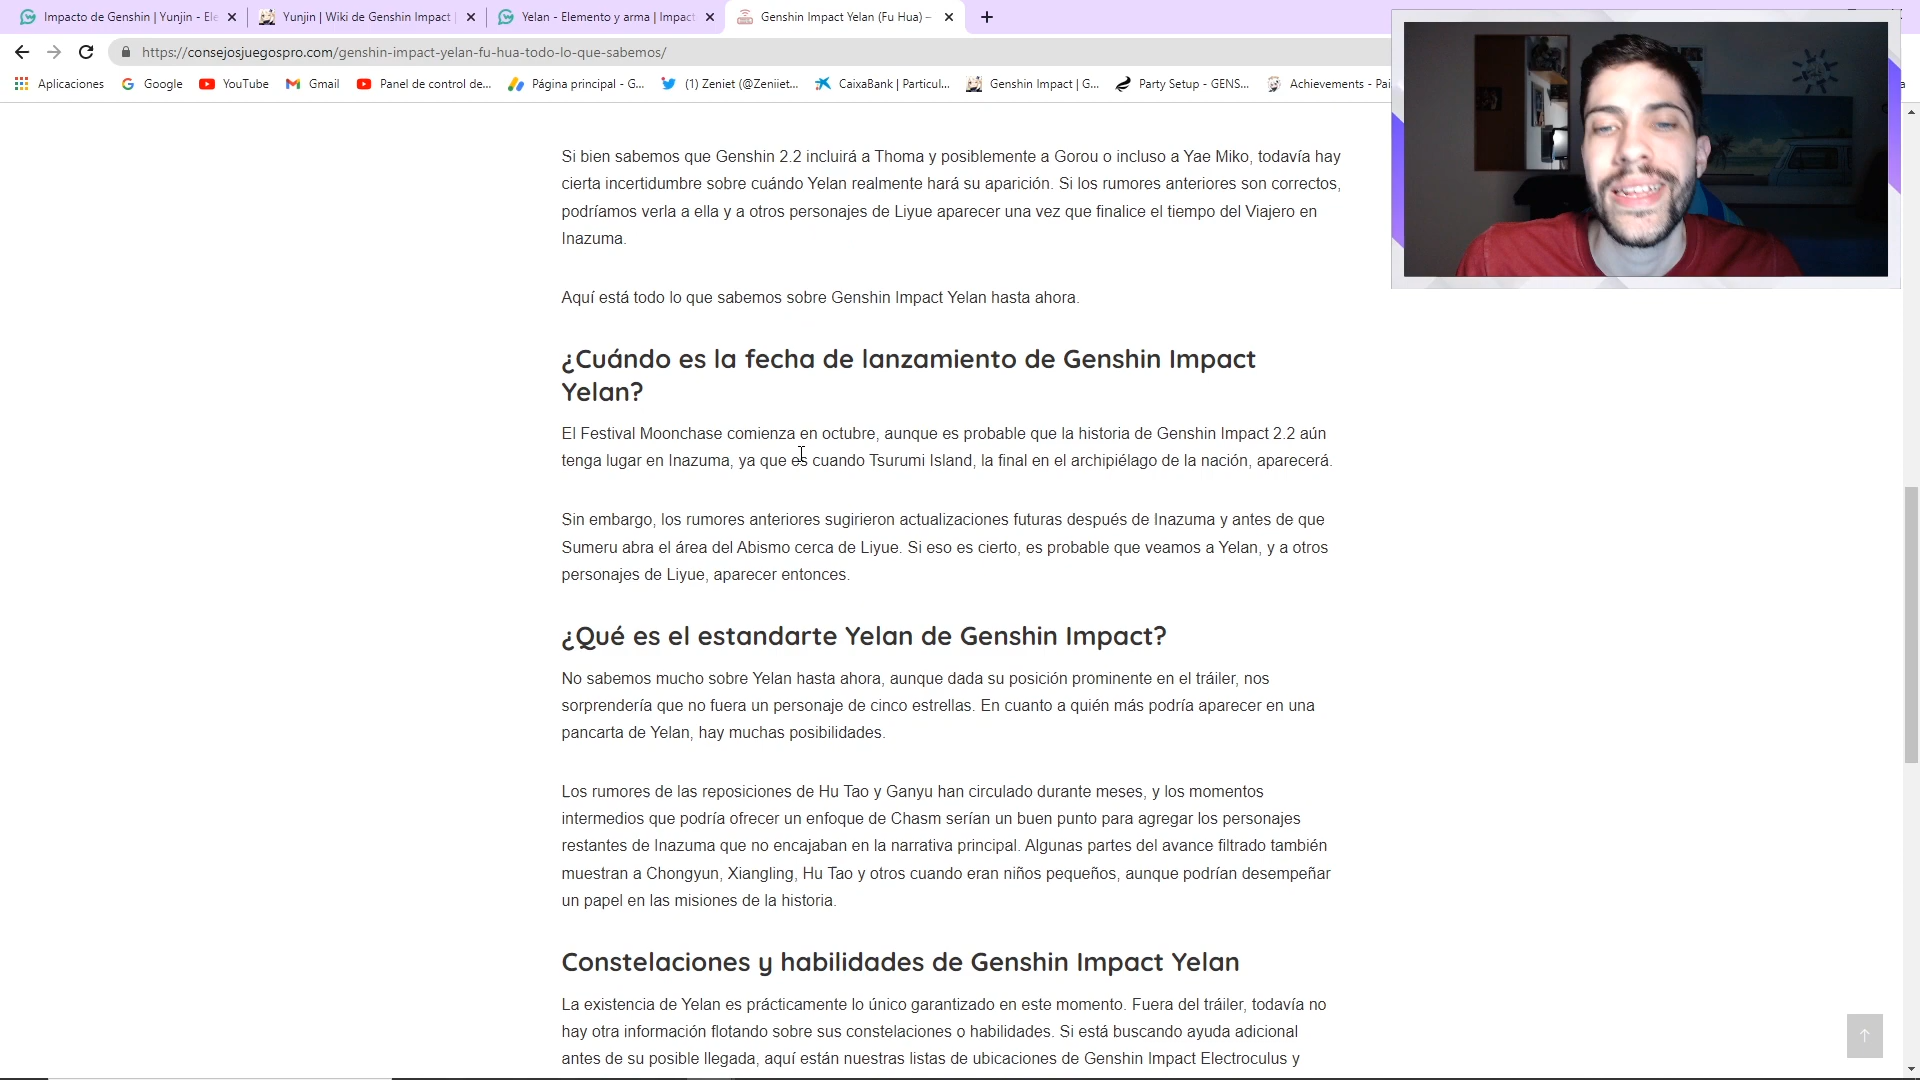 Impacto de Genshin | Yunjin - Ele
Yunjin | Wiki de Genshin Impact
Yelan - Elemento y arma | Impact
Genshin Impact Yelan (Fu Hua) –
https://consejosjuegospro.com/genshin-impact-yelan-fu-hua-todo-lo-que-sabemos/
Aplicaciones
Google
YouTube
Gmail
Panel de control de...
Página principal - G...
(1) Zeniet (@Zeniiet...
CaixaBank | Particul...
Genshin Impact | G...
Party Setup - GENS...
Achievements - Pai
Si bien sabemos que Genshin 2.2 incluirá a Thoma y posiblemente a Gorou o incluso a Yae Miko, todavía hay
cierta incertidumbre sobre cuándo Yelan realmente hará su aparición. Si los rumores anteriores son correctos,
podríamos verla a ella y a otros personajes de Liyue aparecer una vez que finalice el tiempo del Viajero en
Inazuma.
Aquí está todo lo que sabemos sobre Genshin Impact Yelan hasta ahora.
¿Cuándo es la fecha de lanzamiento de Genshin Impact
Yelan?
El Festival Moonchase comienza en octubre, aunque es probable que la historia de Genshin Impact 2.2 aún
tenga lugar en Inazuma, ya que es cuando Tsurumi Island, la final en el archipiélago de la nación, aparecerá.
Sin embargo, los rumores anteriores sugirieron actualizaciones futuras después de Inazuma y antes de que
Sumeru abra el área del Abismo cerca de Liyue. Si eso es cierto, es probable que veamos a Yelan, y a otros
personajes de Liyue, aparecer entonces.
¿Qué es el estandarte Yelan de Genshin Impact?
No sabemos mucho sobre Yelan hasta ahora, aunque dada su posición prominente en el tráiler, nos
sorprendería que no fuera un personaje de cinco estrellas. En cuanto a quién más podría aparecer en una
pancarta de Yelan, hay muchas posibilidades.
Los rumores de las reposiciones de Hu Tao y Ganyu han circulado durante meses, y los momentos
intermedios que podría ofrecer un enfoque de Chasm serían un buen punto para agregar los personajes
restantes de Inazuma que no encajaban en la narrativa principal. Algunas partes del avance filtrado también
muestran a Chongyun, Xiangling, Hu Tao y otros cuando eran niños pequeños, aunque podrían desempeñar
un papel en las misiones de la historia.
Constelaciones y habilidades de Genshin Impact Yelan
La existencia de Yelan es prácticamente lo único garantizado en este momento. Fuera del tráiler, todavía no
hay otra información flotando sobre sus constelaciones o habilidades. Si está buscando ayuda adicional
antes de su posible llegada, aquí están nuestras listas de ubicaciones de Genshin Impact Electroculus y